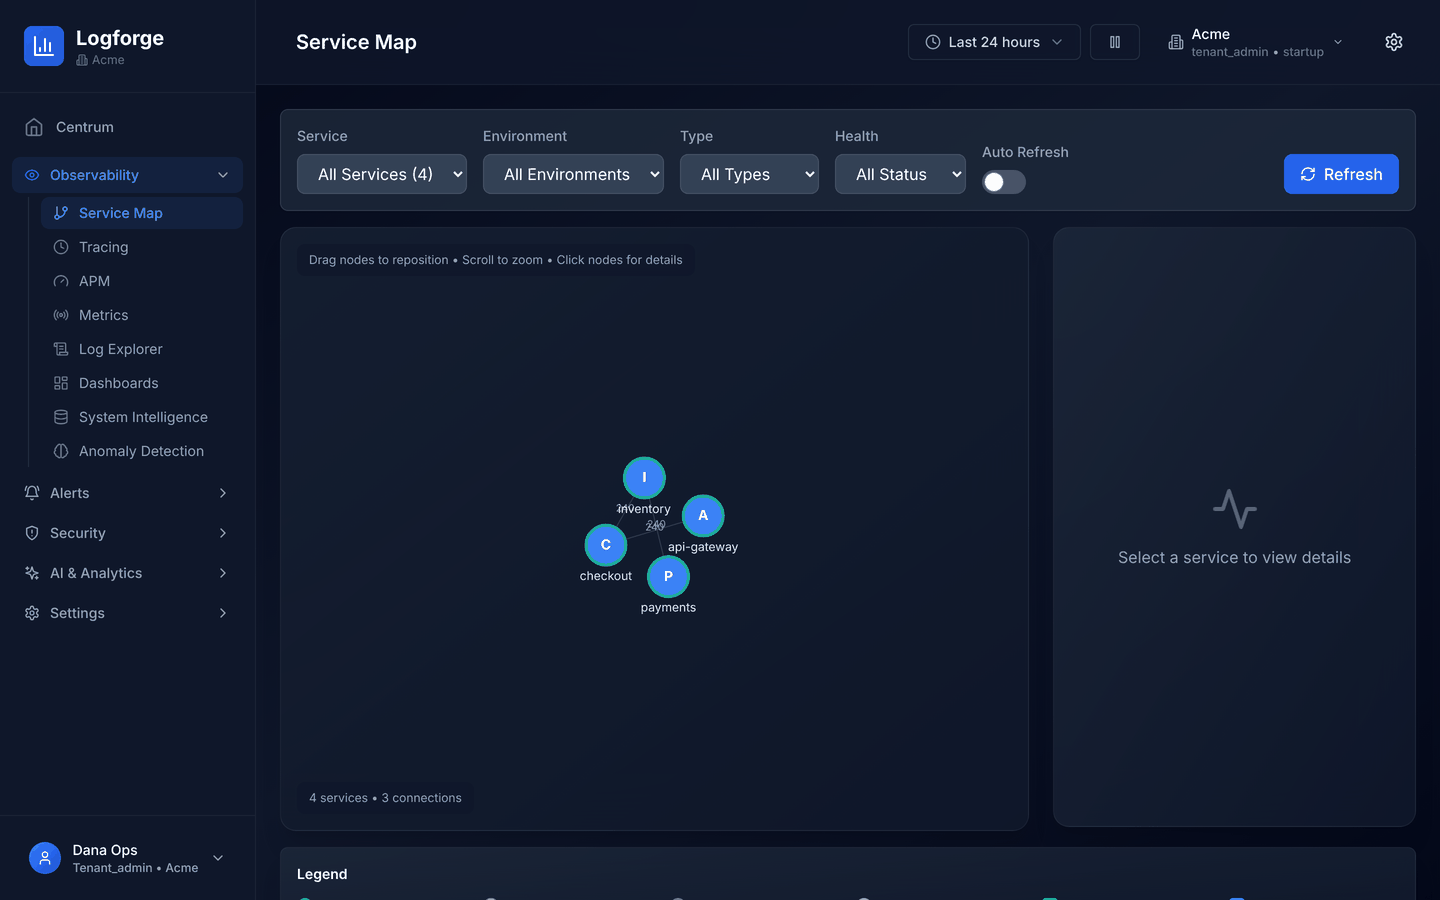 Logforge
Acme
Service Map
Last 24 hours
Acme
tenant_admin • startup
Centrum
Observability
Service Map
Tracing
APM
Metrics
Log Explorer
Dashboards
System Intelligence
Anomaly Detection
Alerts
Security
AI & Analytics
Settings
Dana Ops
Tenant_admin • Acme
Service
Environment
Type
Health
Auto Refresh
All Services (4)
All Environments
All Types
All Status
Refresh
Drag nodes to reposition • Scroll to zoom • Click nodes for details
I
240
inventory
A
240
240
api-gateway
C
checkout
P
payments
4 services • 3 connections
Select a service to view details
Legend